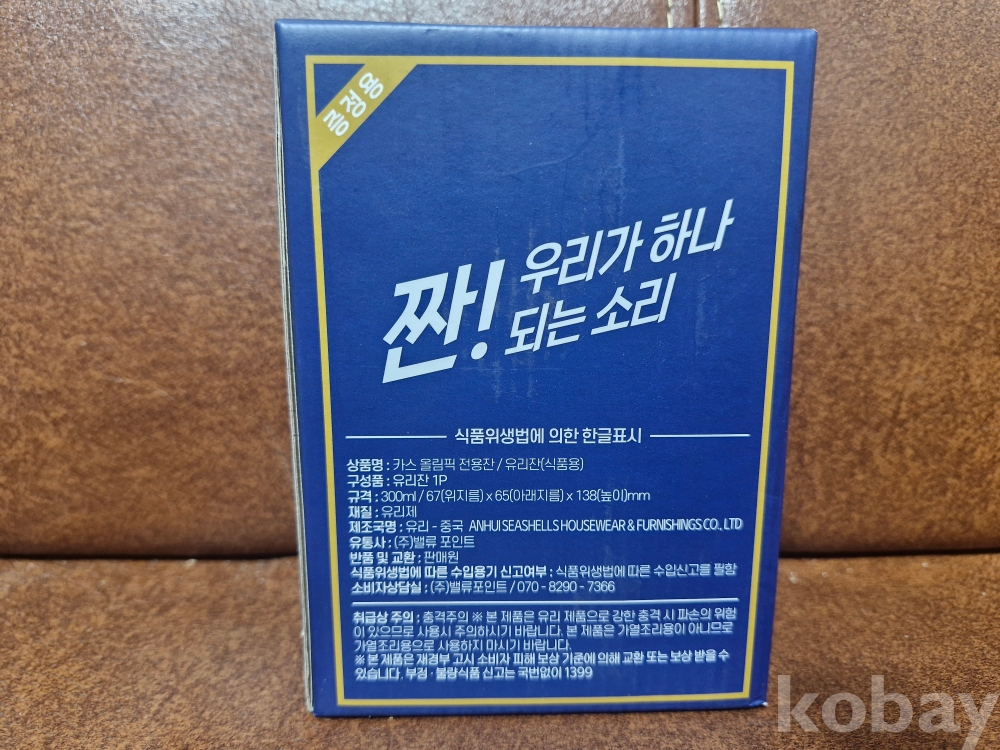 증정용
짠! 우리가 하나
되는 소리
식품위생법에 의한 한글표시
상품명 : 카스 올림픽 전용잔 / 유리잔(식품용)
구성품 : 유리잔 1P
규격 : 300ml / 67(위지름) x 65(아래지름) x 138(높이)mm
재질 : 유리제
제조국명 : 유리 - 중국 ANHUI SEASHELLS HOUSEWEAR & FURNISHINGS CO., LTD
유통사 : (주)밸류 포인트
반품 및 교환 : 판매원
식품위생법에 따른 수입용기 신고여부 : 식품위생법에 따른 수입신고를 필함
소비자상담실 : (주)밸류포인트 / 070 - 8290 - 7366
취급상 주의 : 충격주의 ※ 본 제품은 유리 제품으로 강한 충격 시 파손의 위험
이 있으므로 사용시 주의하시기 바랍니다. 본 제품은 가열조리용이 아니므로
가열조리용으로 사용하지 마시기 바랍니다.
※ 본 제품은 재경부 고시 소비자 피해 보상 기준에 의해 교환 또는 보상 받을 수
있습니다. 부정 · 불량식품 신고는 국번없이 1399
kobay